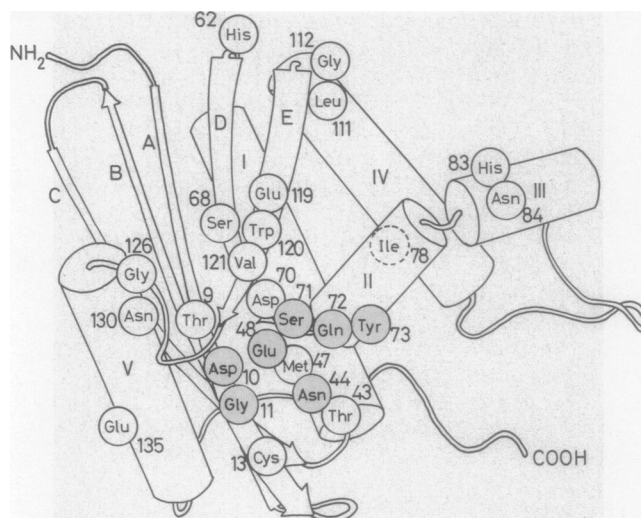 62
His
112
Gly
NH2
Leu
111
A
D
E
I
B
IV
83
His
III
C
Asn
84
Glu
119
68
Ser
Trp
120
126
Gly
121
Val
Ile
78
70
II
9
Asp
71
72
130
Asn
Thr
Ser
Gln
Tyr
73
48
Glu
Met
47
V
Asp
10
44
Asn
43
Gly
11
Thr
Glu
135
13
Cys
COOH